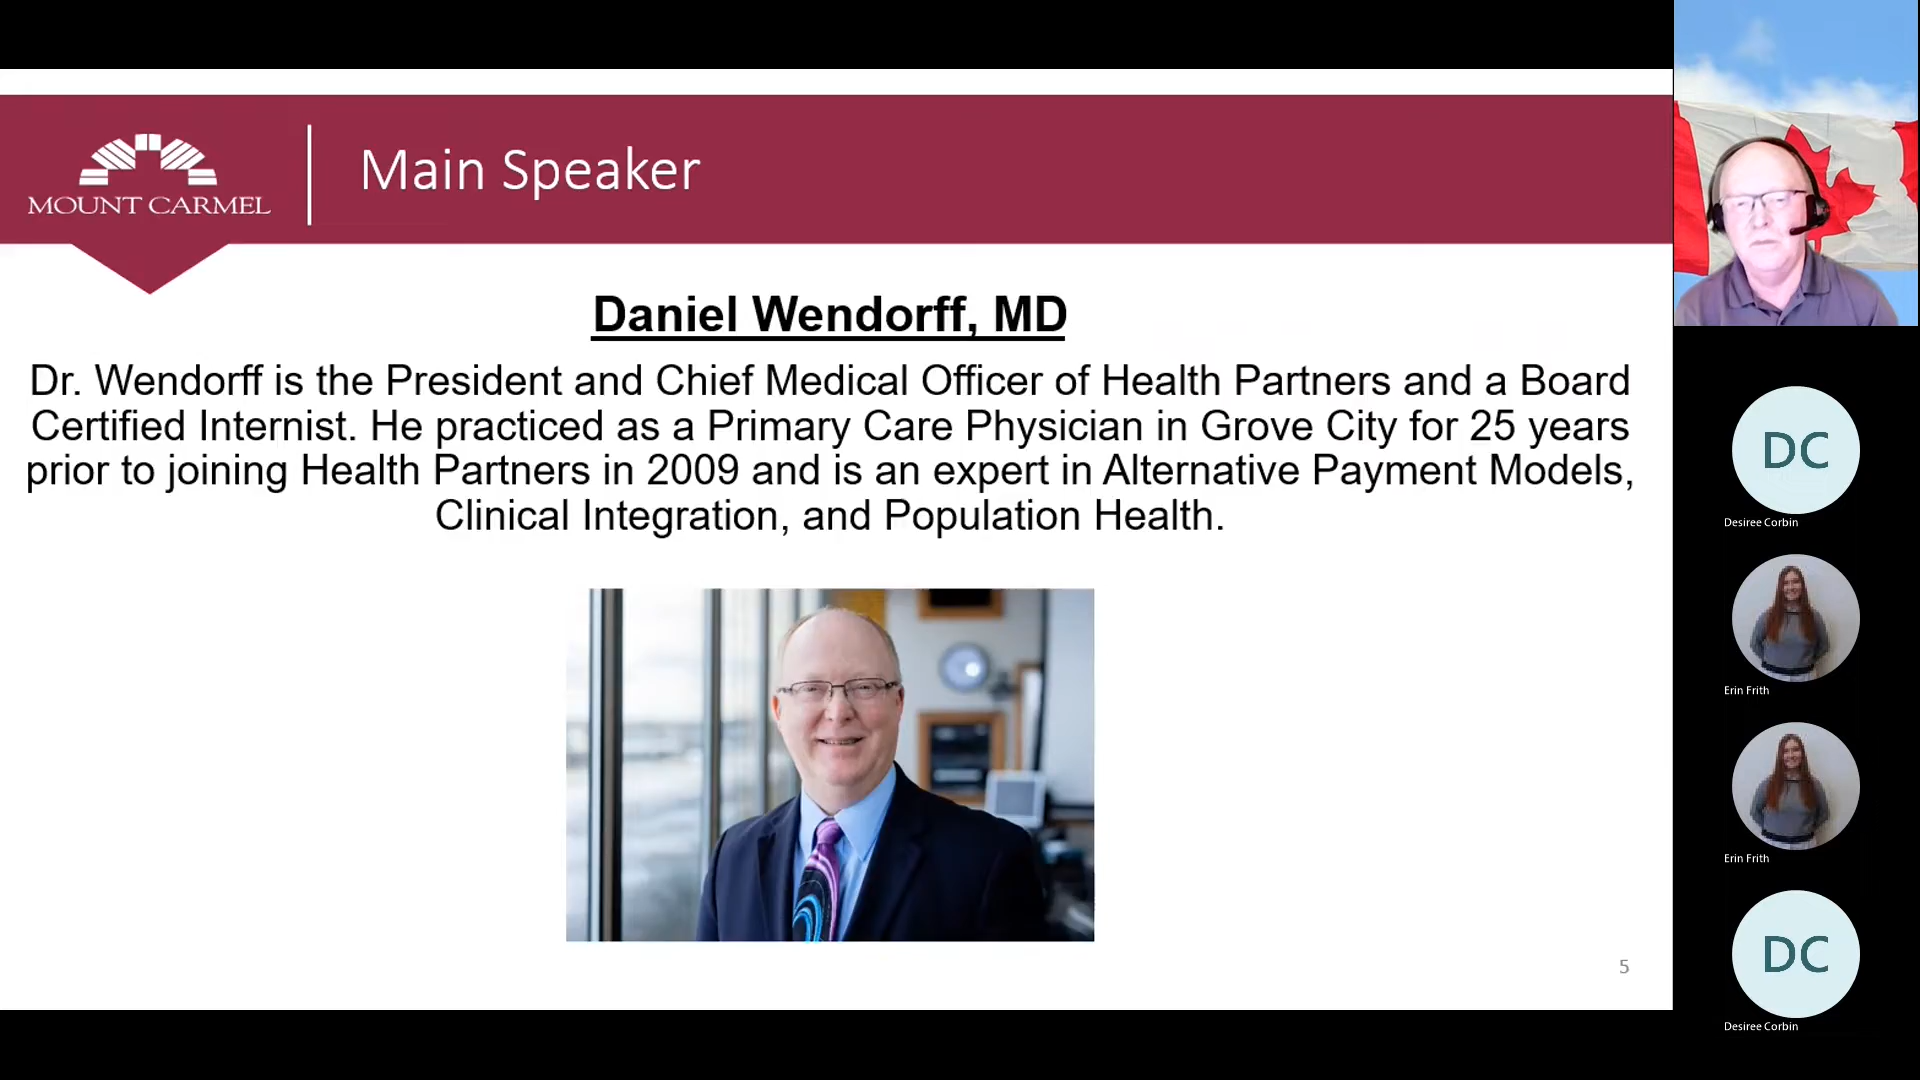 MOUNT CARMEL
Main Speaker
Daniel Wendorff, MD
Dr. Wendorff is the President and Chief Medical Officer of Health Partners and a Board
Certified Internist. He practiced as a Primary Care Physician in Grove City for 25 years
prior to joining Health Partners in 2009 and is an expert in Alternative Payment Models,
Clinical Integration, and Population Health.
5
DC
Desiree Corbin
Erin Frith
Erin Frith
DC
Desiree Corbin